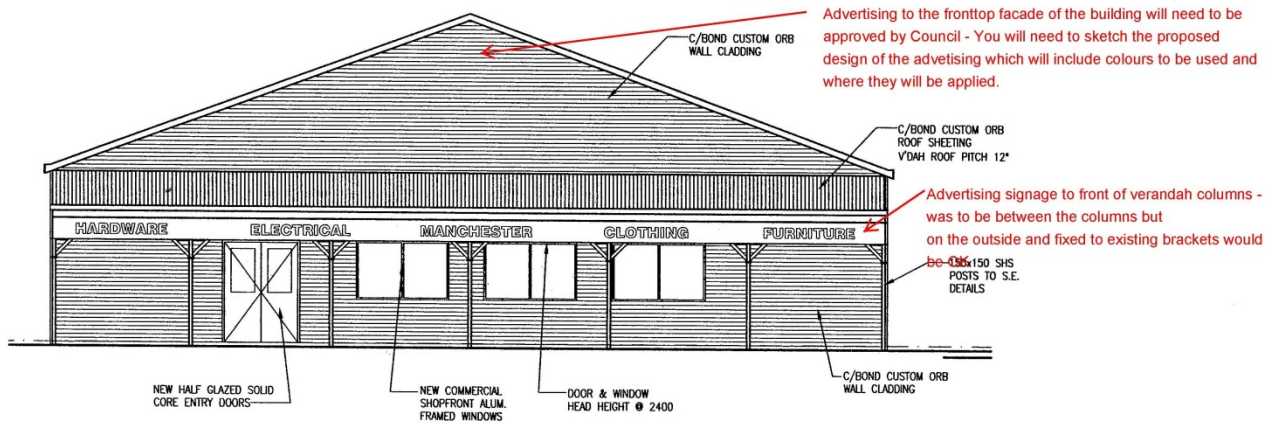 Advertising to the fronttop facade of the building will need to be
approved by Council - You will need to sketch the proposed
design of the advetising which will include colours to be used and
where they will be applied.
C/BOND CUSTOM ORB
WALL CLADDING
C/BOND CUSTOM ORB
ROOF SHEETING
V'DAH ROOF PITCH 12°
Advertising signage to front of verandah columns -
was to be between the columns but
on the outside and fixed to existing brackets would
be OK
HARDWARE ELECTRICAL MANCHESTER CLOTHING FURNITURE
150x150 SHS
POSTS TO S.E.
DETAILS
C/BOND CUSTOM ORB
WALL CLADDING
NEW HALF GLAZED SOLID
CORE ENTRY DOORS
NEW COMMERCIAL
SHOPFRONT ALUM.
FRAMED WINDOWS
DOOR & WINDOW
HEAD HEIGHT @ 2400